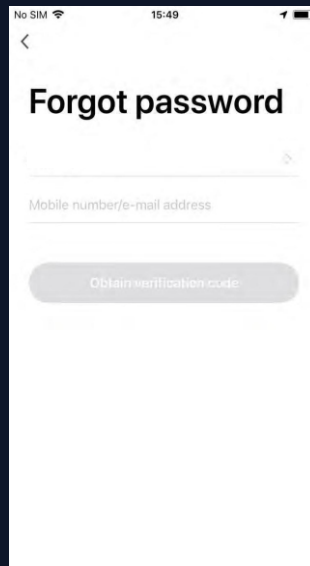 No SIM 15:49
Forgot password
Mobile number/e-mail address
Obtain verification code